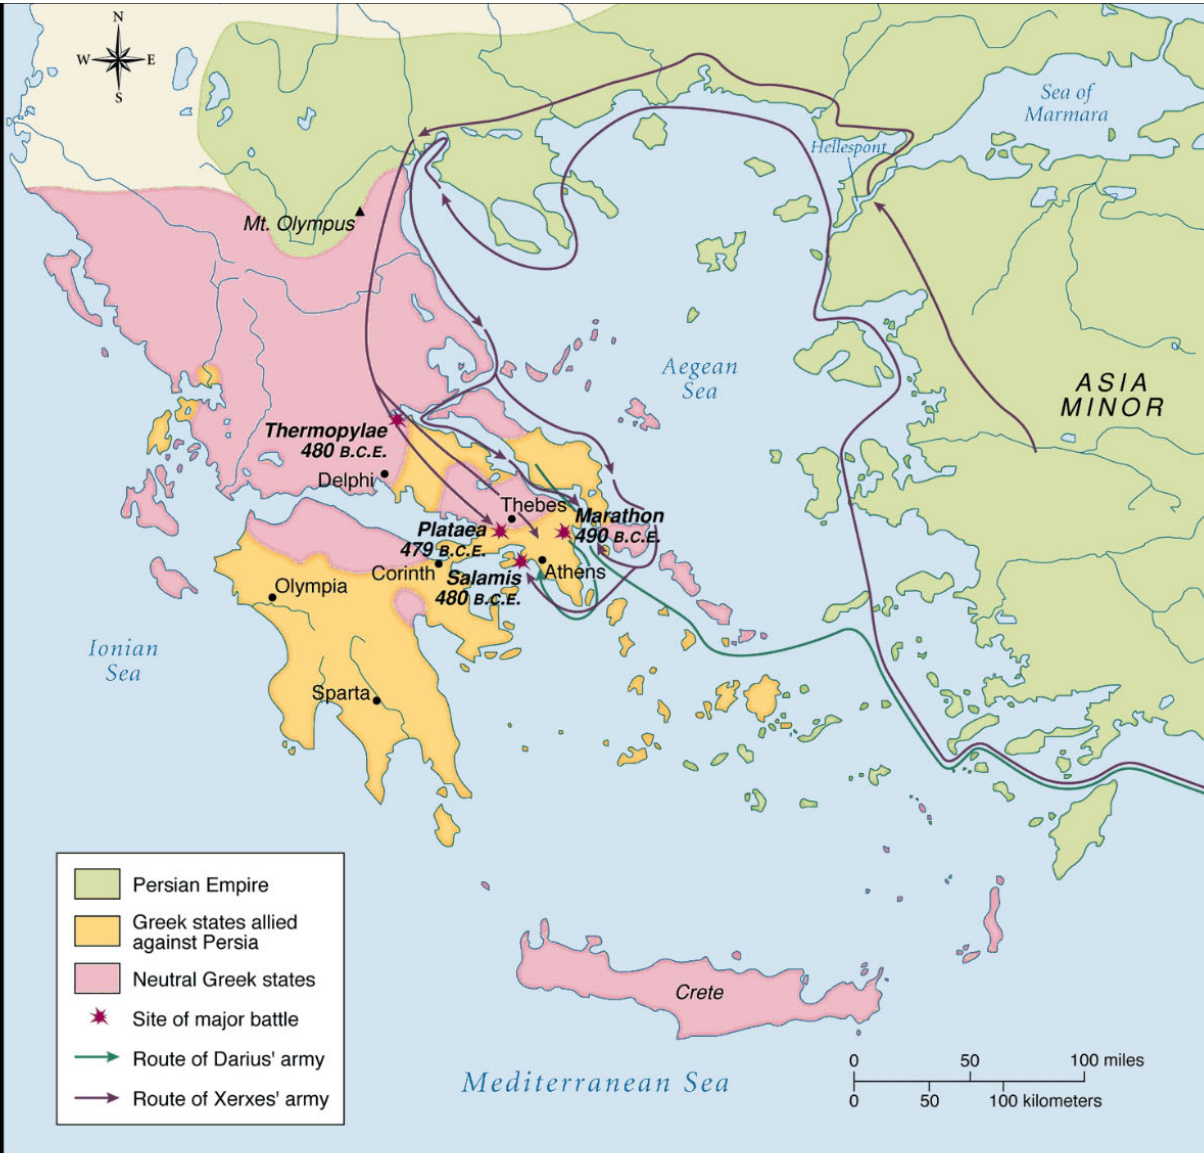 N
W
E
S
Sea of
Marmara
Hellespont
Mt. Olympus
Aegean
Sea
ASIA
MINOR
Thermopylae
480 B.C.E.
Delphi
Thebes
Marathon
490 B.C.E.
Plataea
479 B.C.E.
Corinth
Salamis
480 B.C.E.
Athens
Olympia
Ionian
Sea
Sparta
Persian Empire
Greek states allied
against Persia
Neutral Greek states
Site of major battle
Route of Darius' army
Route of Xerxes' army
Crete
Mediterranean Sea
0 50 100 miles
0 50 100 kilometers